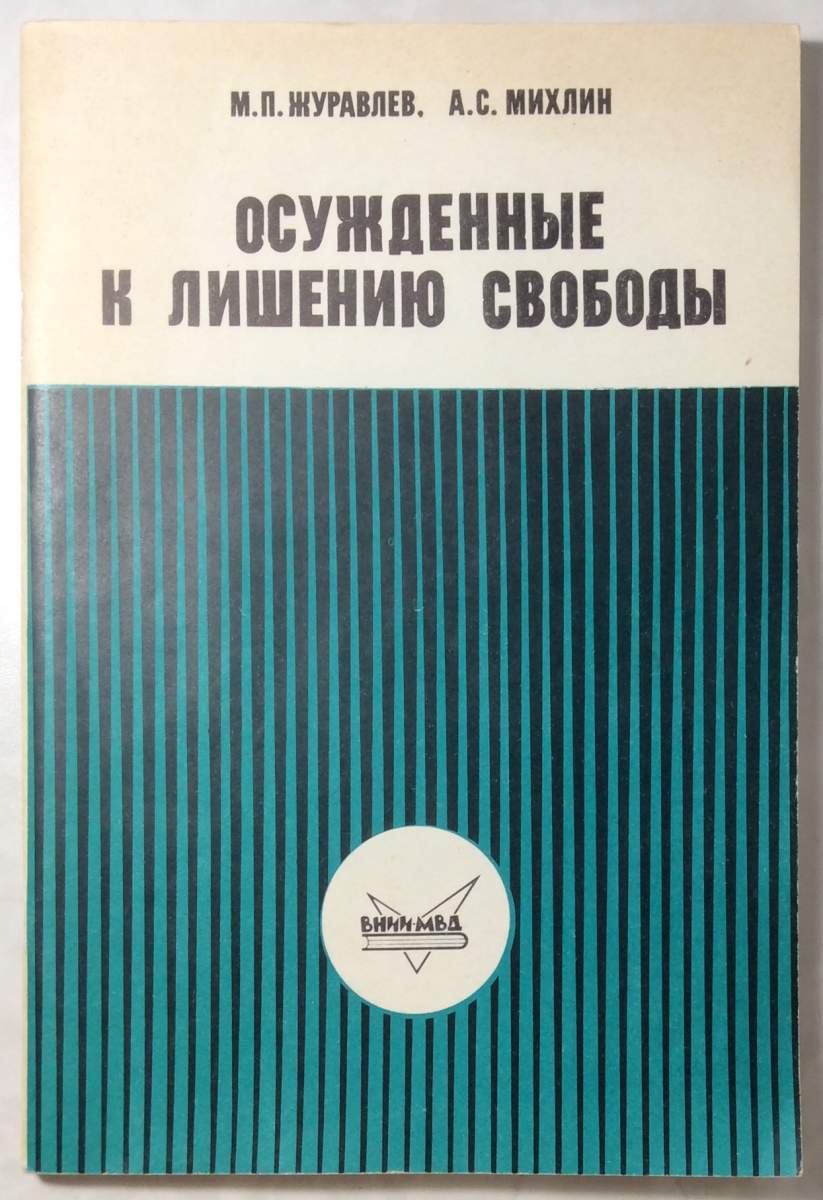 М.П. ЖУРАВЛЕВ, А.С. МИХЛИН
ОСУЖДЕННЫЕ
К ЛИШЕНИЮ СВОБОДЫ
ВНИИ·МВД